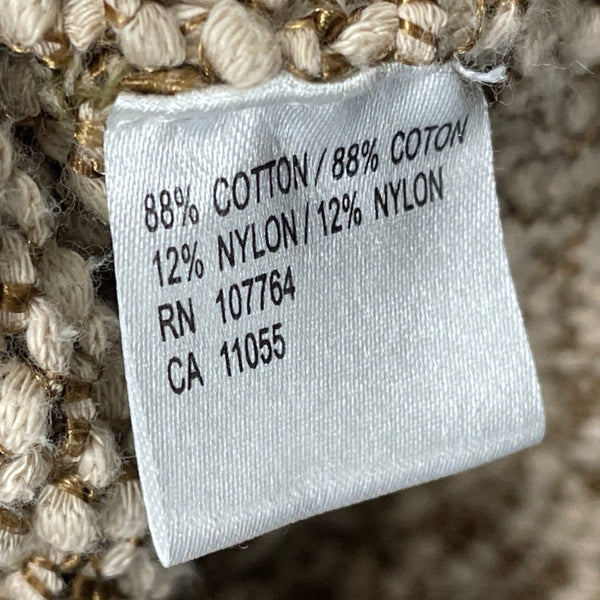 88% COTTON / 88% COTON
12% NYLON / 12% NYLON
RN 107764
CA 11055